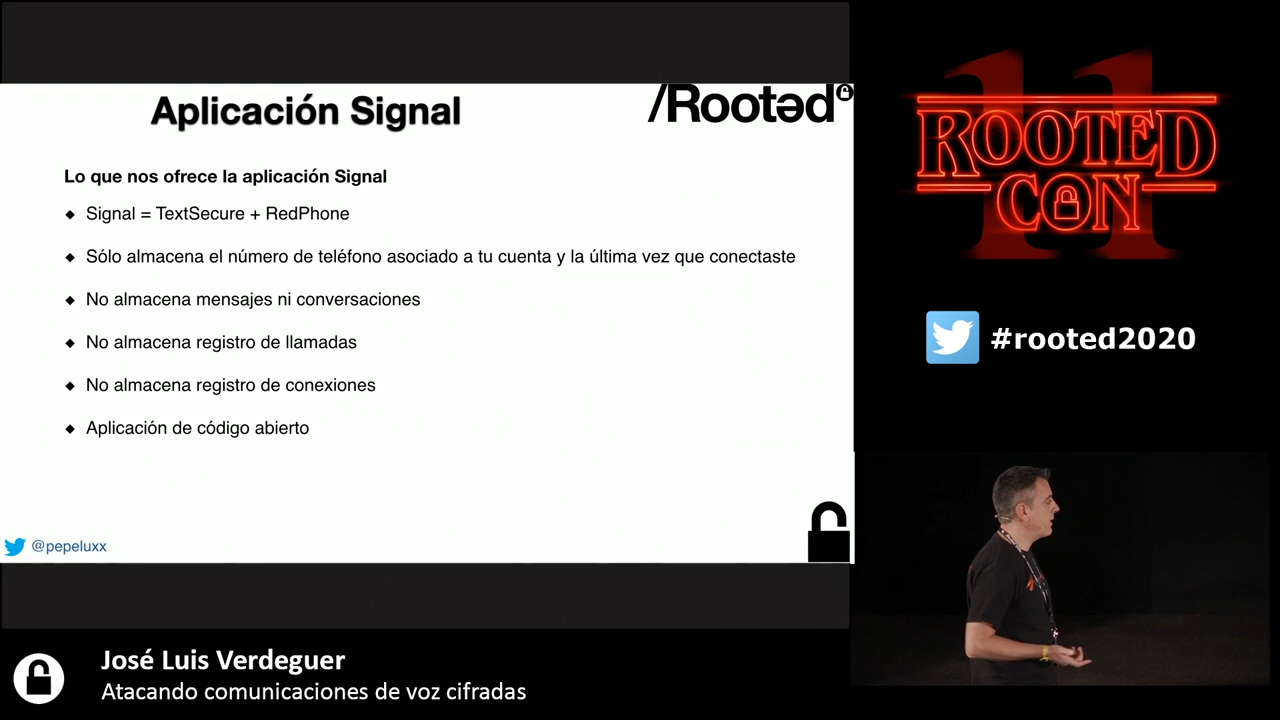 Aplicación Signal
/Rootəd
Lo que nos ofrece la aplicación Signal
Signal = TextSecure + RedPhone
Sólo almacena el número de teléfono asociado a tu cuenta y la última vez que conectaste
No almacena mensajes ni conversaciones
No almacena registro de llamadas
No almacena registro de conexiones
Aplicación de código abierto
@pepeluxx
11
ROOTED
CON
#rooted2020
José Luis Verdeguer
Atacando comunicaciones de voz cifradas